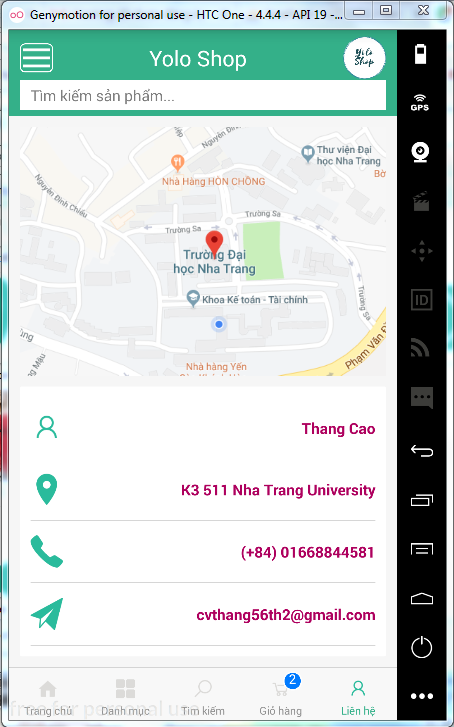 Genymotion for personal use - HTC One - 4.4.4 - API 19 -...
Yolo Shop
Yolo
Shop
Tìm kiếm sản phẩm...
GPS
Nguyễn Đình
Thư viện Đại
học Nha Trang
Nhà Hàng HÒN CHỒNG
Nguyễn Đình Chiểu
Trường Sa
Trường Sa
Trường Đại
học Nha Trang
Khoa Kế toán - Tài chính
Trường Sa
Phạm Văn Đ
Nhà hàng Yến
ID
Thang Cao
K3 511 Nha Trang University
(+84) 01668844581
cvthang56th2@gmail.com
2
Trang chủ
Danh mục
Tìm kiếm
Giỏ hàng
Liên hệ
free for personal use